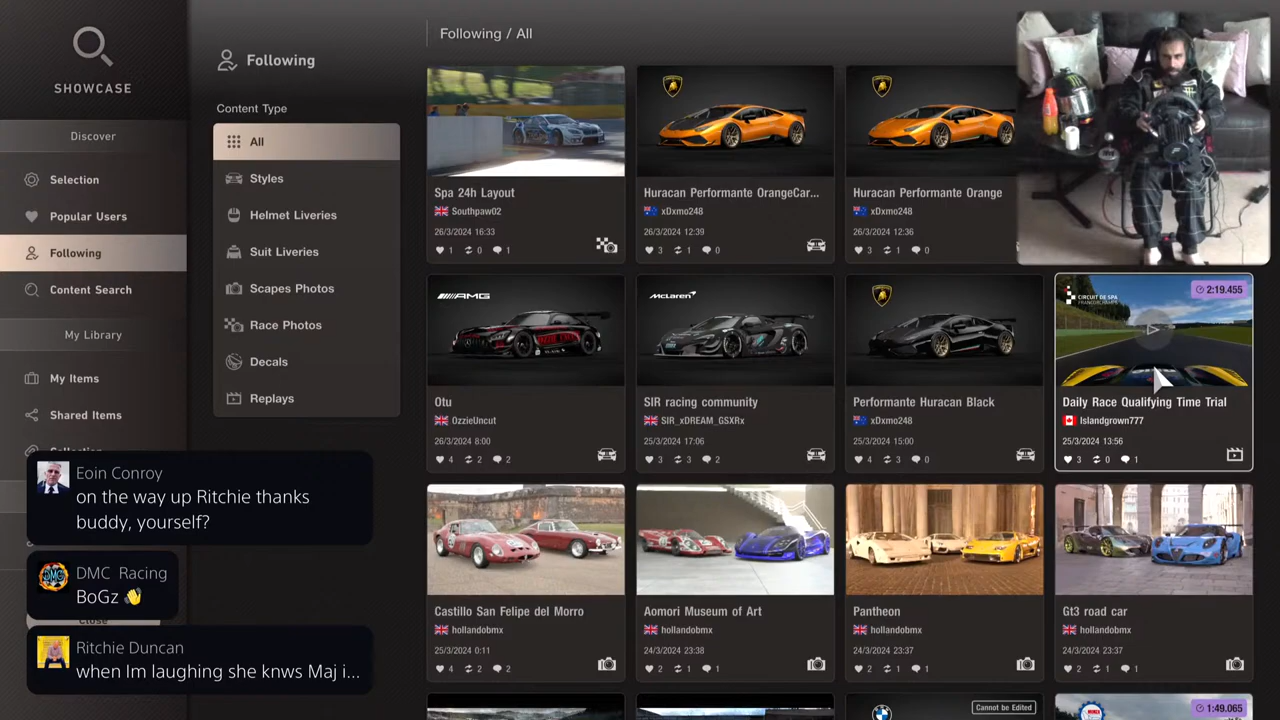 SHOWCASE
Discover
Selection
Popular Users
Following
Content Search
My Library
My Items
Shared Items
Following
Content Type
All
Styles
Helmet Liveries
Suit Liveries
Scapes Photos
Race Photos
Decals
Replays
Following / All
Spa 24h Layout
Southpaw02
26/3/2024 16:33
1 0 1
Huracan Performante OrangeCar...
xDxmo248
26/3/2024 12:39
3 1 0
Huracan Performante Orange
xDxmo248
26/3/2024 12:36
3 1 0
AMG
Otu
OzzieUncut
26/3/2024 8:00
4 2 2
McLaren
SIR racing community
SIR_xDREAM_GSXRx
25/3/2024 17:06
3 3 2
Performante Huracan Black
xDxmo248
25/3/2024 15:00
4 3 0
CIRCUIT DE SPA
FRANCORCHAMPS
2:19.455
Daily Race Qualifying Time Trial
Islandgrown777
25/3/2024 13:56
3 0 1
Castillo San Felipe del Morro
hollandobmx
25/3/2024 0:11
4 2 2
Aomori Museum of Art
hollandobmx
24/3/2024 23:38
2 1 1
Pantheon
hollandobmx
24/3/2024 23:37
2 1 1
Gt3 road car
hollandobmx
24/3/2024 23:37
2 1 1
Cannot be Edited
1:49.065
Eoin Conroy
on the way up Ritchie thanks
buddy, yourself?
DMC Racing
BoGz 👋
Close
Ritchie Duncan
when Im laughing she knws Maj i...